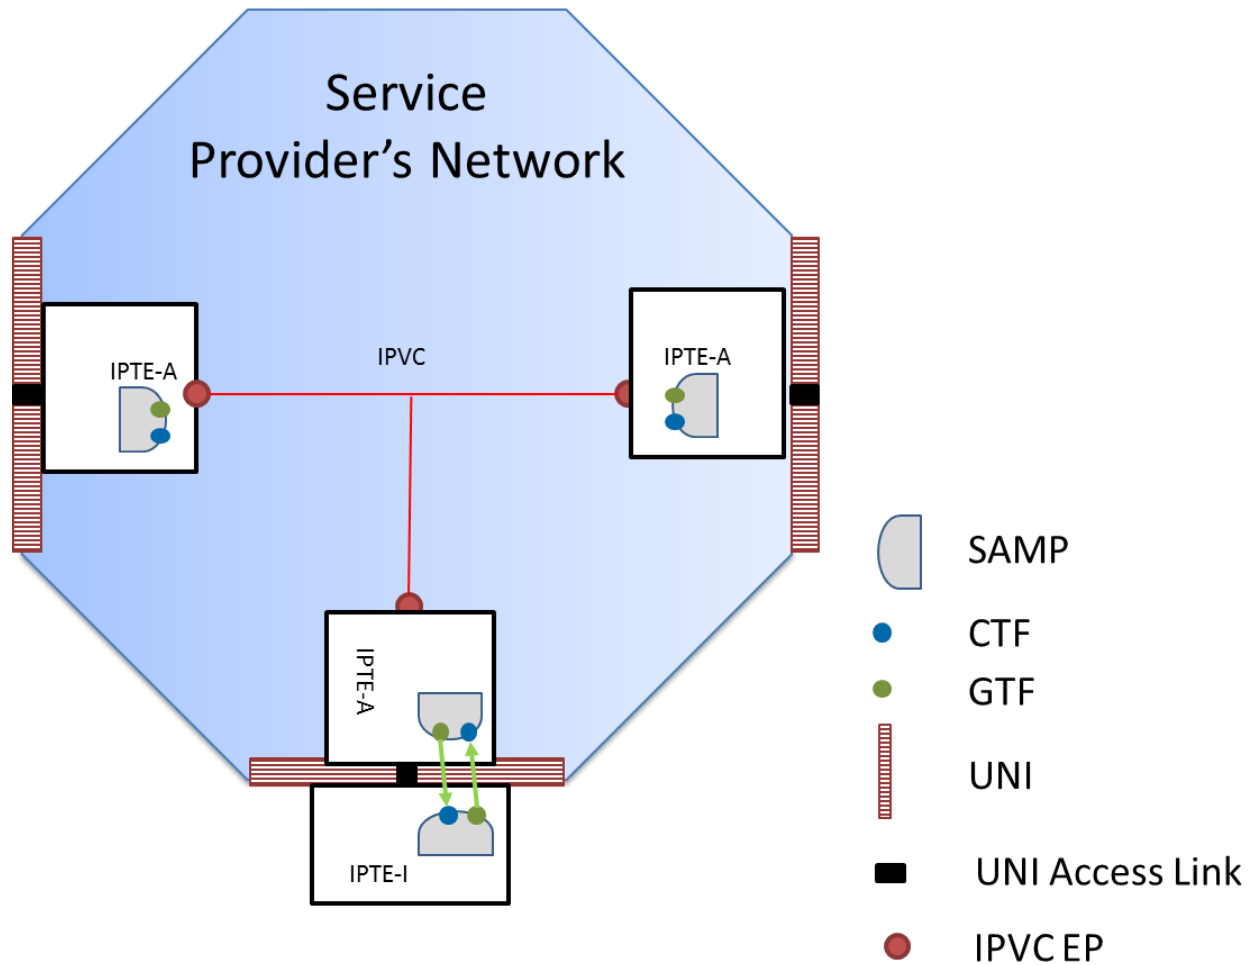 Service
Provider's Network
IPTE-A
IPVC
IPTE-A
IPTE-A
IPTE-I
SAMP
CTF
GTF
UNI
UNI Access Link
IPVC EP